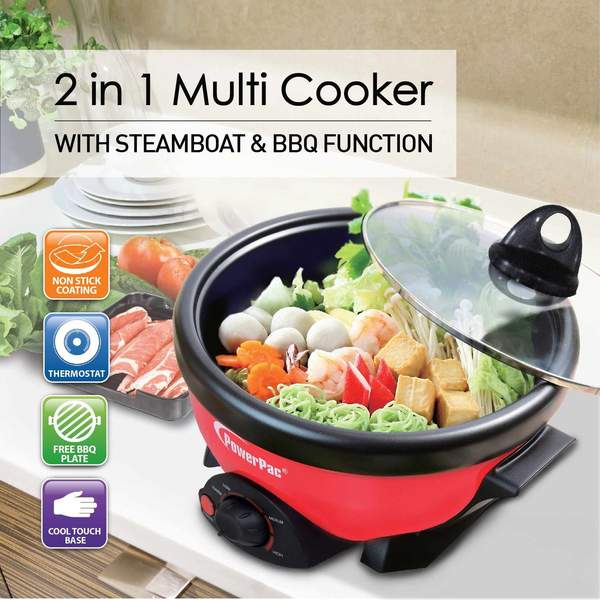 2 in 1 Multi Cooker
WITH STEAMBOAT & BBQ FUNCTION
NON STICK
COATING
THERMOSTAT
FREE BBQ
PLATE
COOL TOUCH
BASE
PowerPac®